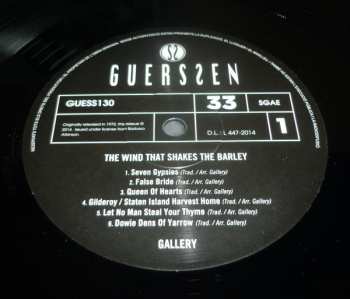 GUERSSEN
GUESS130
33
SGAE
Originally released in 1972, this reissue ℗
2014. Issued under license from Barbara
Atkinson.
D.L.: L 447-2014
1
THE WIND THAT SHAKES THE BARLEY
1. Seven Gypsies (Trad. / Arr. Gallery)
2. False Bride (Trad. / Arr. Gallery)
3. Queen Of Hearts (Trad. / Arr. Gallery)
4. Gilderoy / Staten Island Harvest Home (Trad. / Arr. Gallery)
5. Let No Man Steal Your Thyme (Trad. / Arr. Gallery)
6. Dowie Dens Of Yarrow (Trad. / Arr. Gallery)
GALLERY